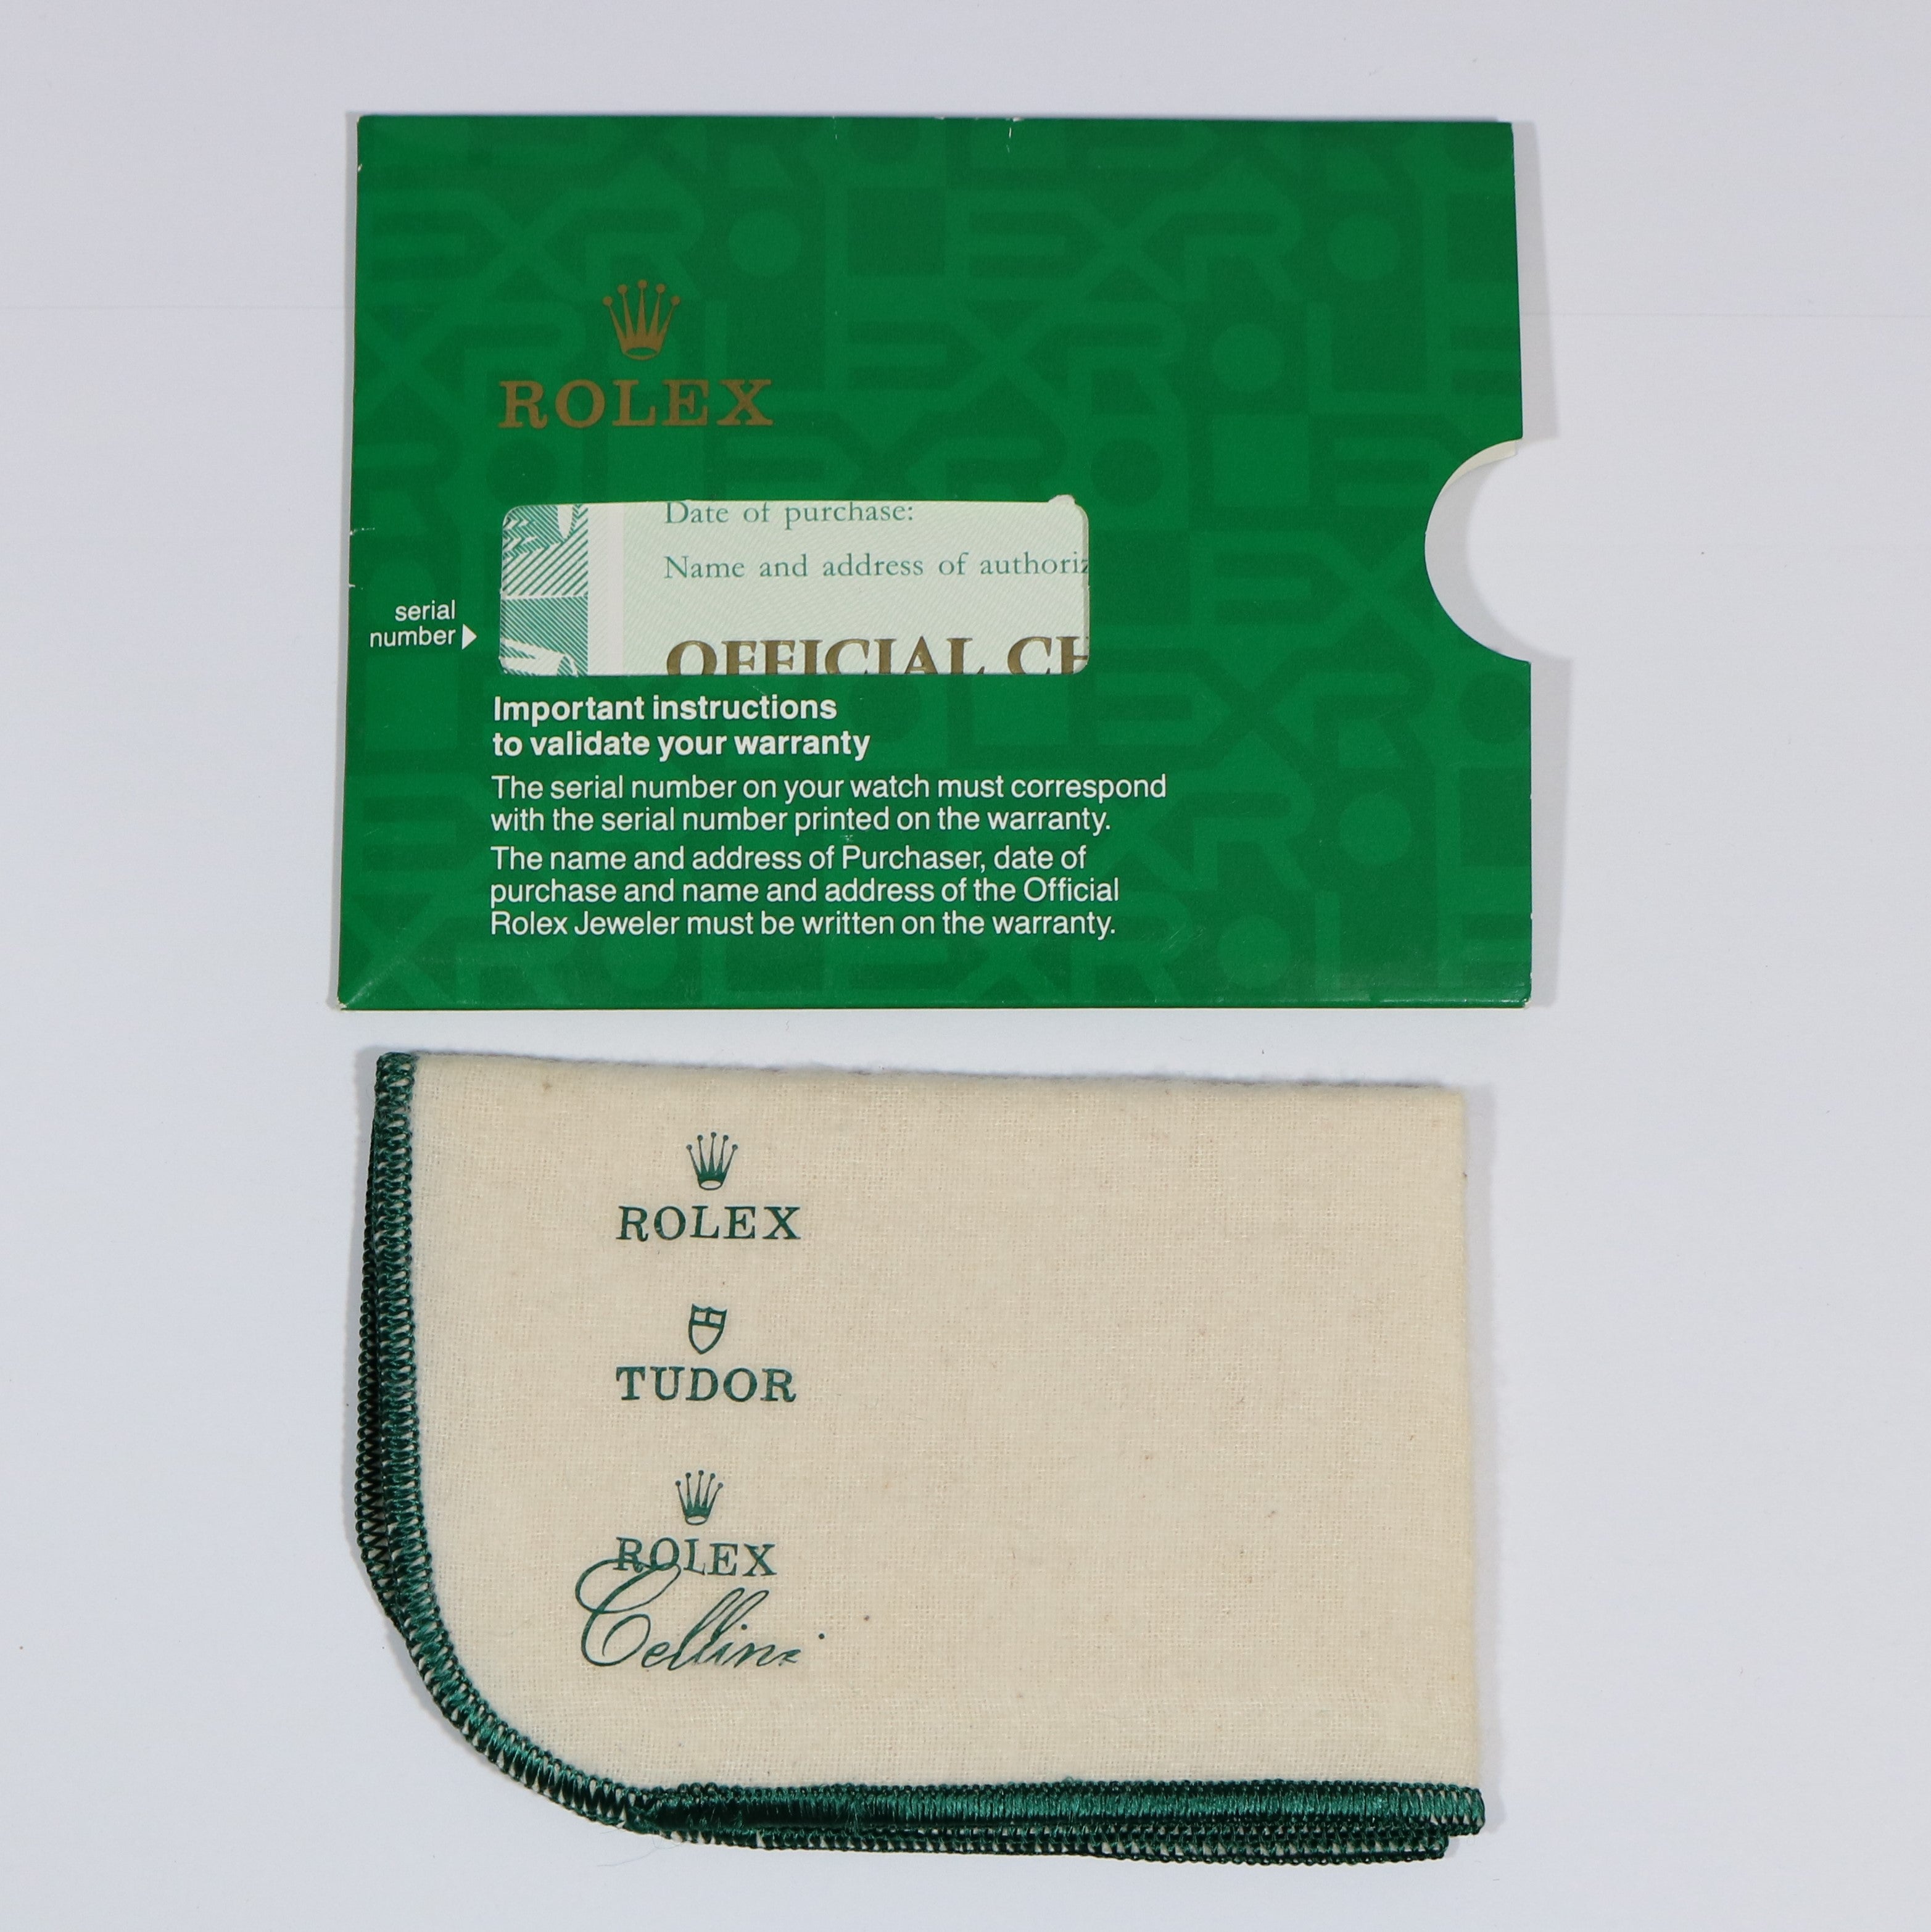 ROLEX
Date of purchase:
Name and address of
OFFICIAL
serial
number
Important instructions
to validate your warranty
The serial number on your watch must correspond
with the serial number printed on the warranty.
The name and address of Purchaser, date of
purchase and name and address of the Official
Rolex Jeweler must be written on the warranty.
ROLEX
TUDOR
ROLEX
Cellini